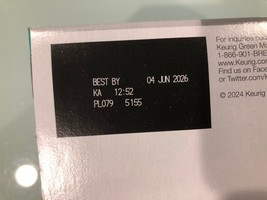 BEST BY 04 JUN 2026
KA 12:52
PL079 5155
For inquiries
Keurig Green
1-866-901-BRE
www.Keurig.co
Find us on Face
or Twitter/Keurig
© 2024 Keurig